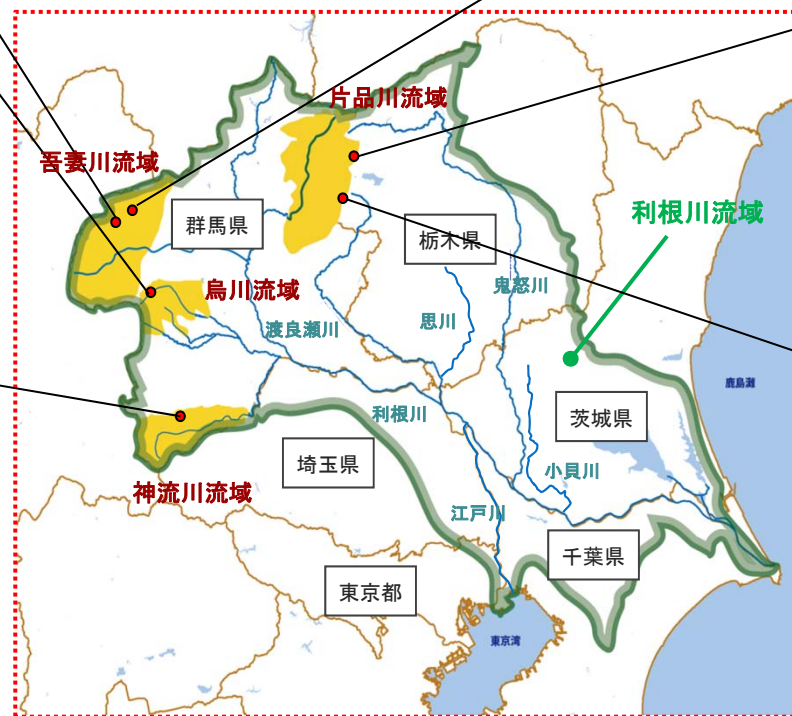 片品川流域
吾妻川流域
群馬県
栃木県
利根川流域
烏川流域
鬼怒川
思川
渡良瀬川
鹿島灘
利根川
茨城県
埼玉県
小貝川
神流川流域
江戸川
千葉県
東京都
東京湾